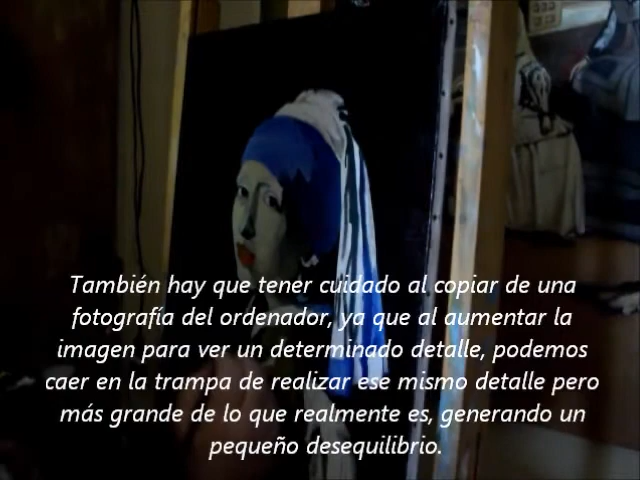 También hay que tener cuidado al copiar de una
fotografía del ordenador, ya que al aumentar la
imagen para ver un determinado detalle, podemos
caer en la trampa de realizar ese mismo detalle pero
más grande de lo que realmente es, generando un
pequeño desequilibrio.